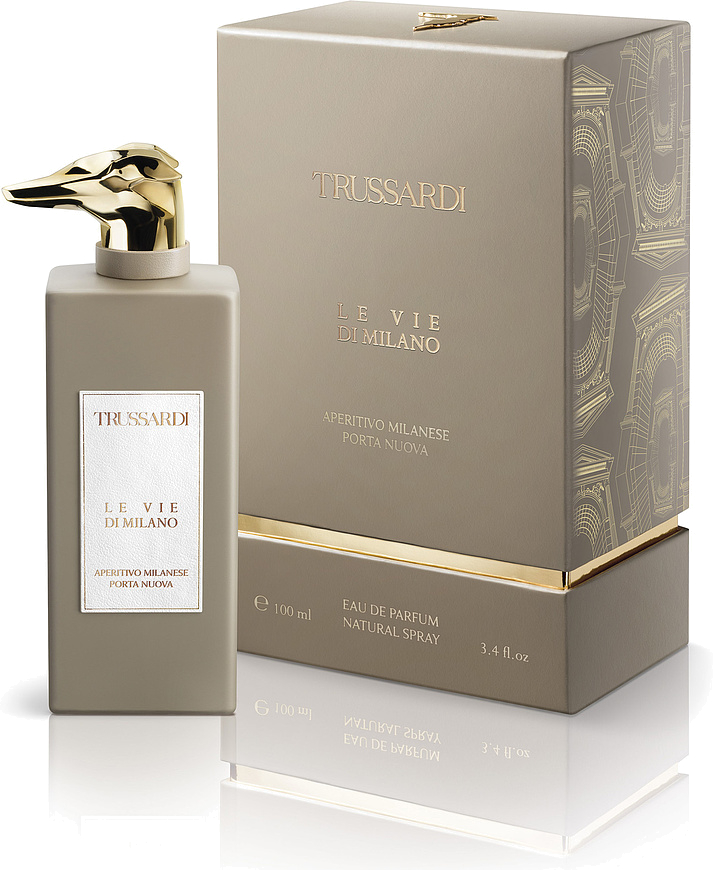 TRUSSARDI
LE VIE
DI MILANO
APERITIVO MILANESE
PORTA NUOVA
TRUSSARDI
LE VIE
DI MILANO
APERITIVO MILANESE
PORTA NUOVA
℮ 100 ml
EAU DE PARFUM
NATURAL SPRAY
3.4 fl.oz